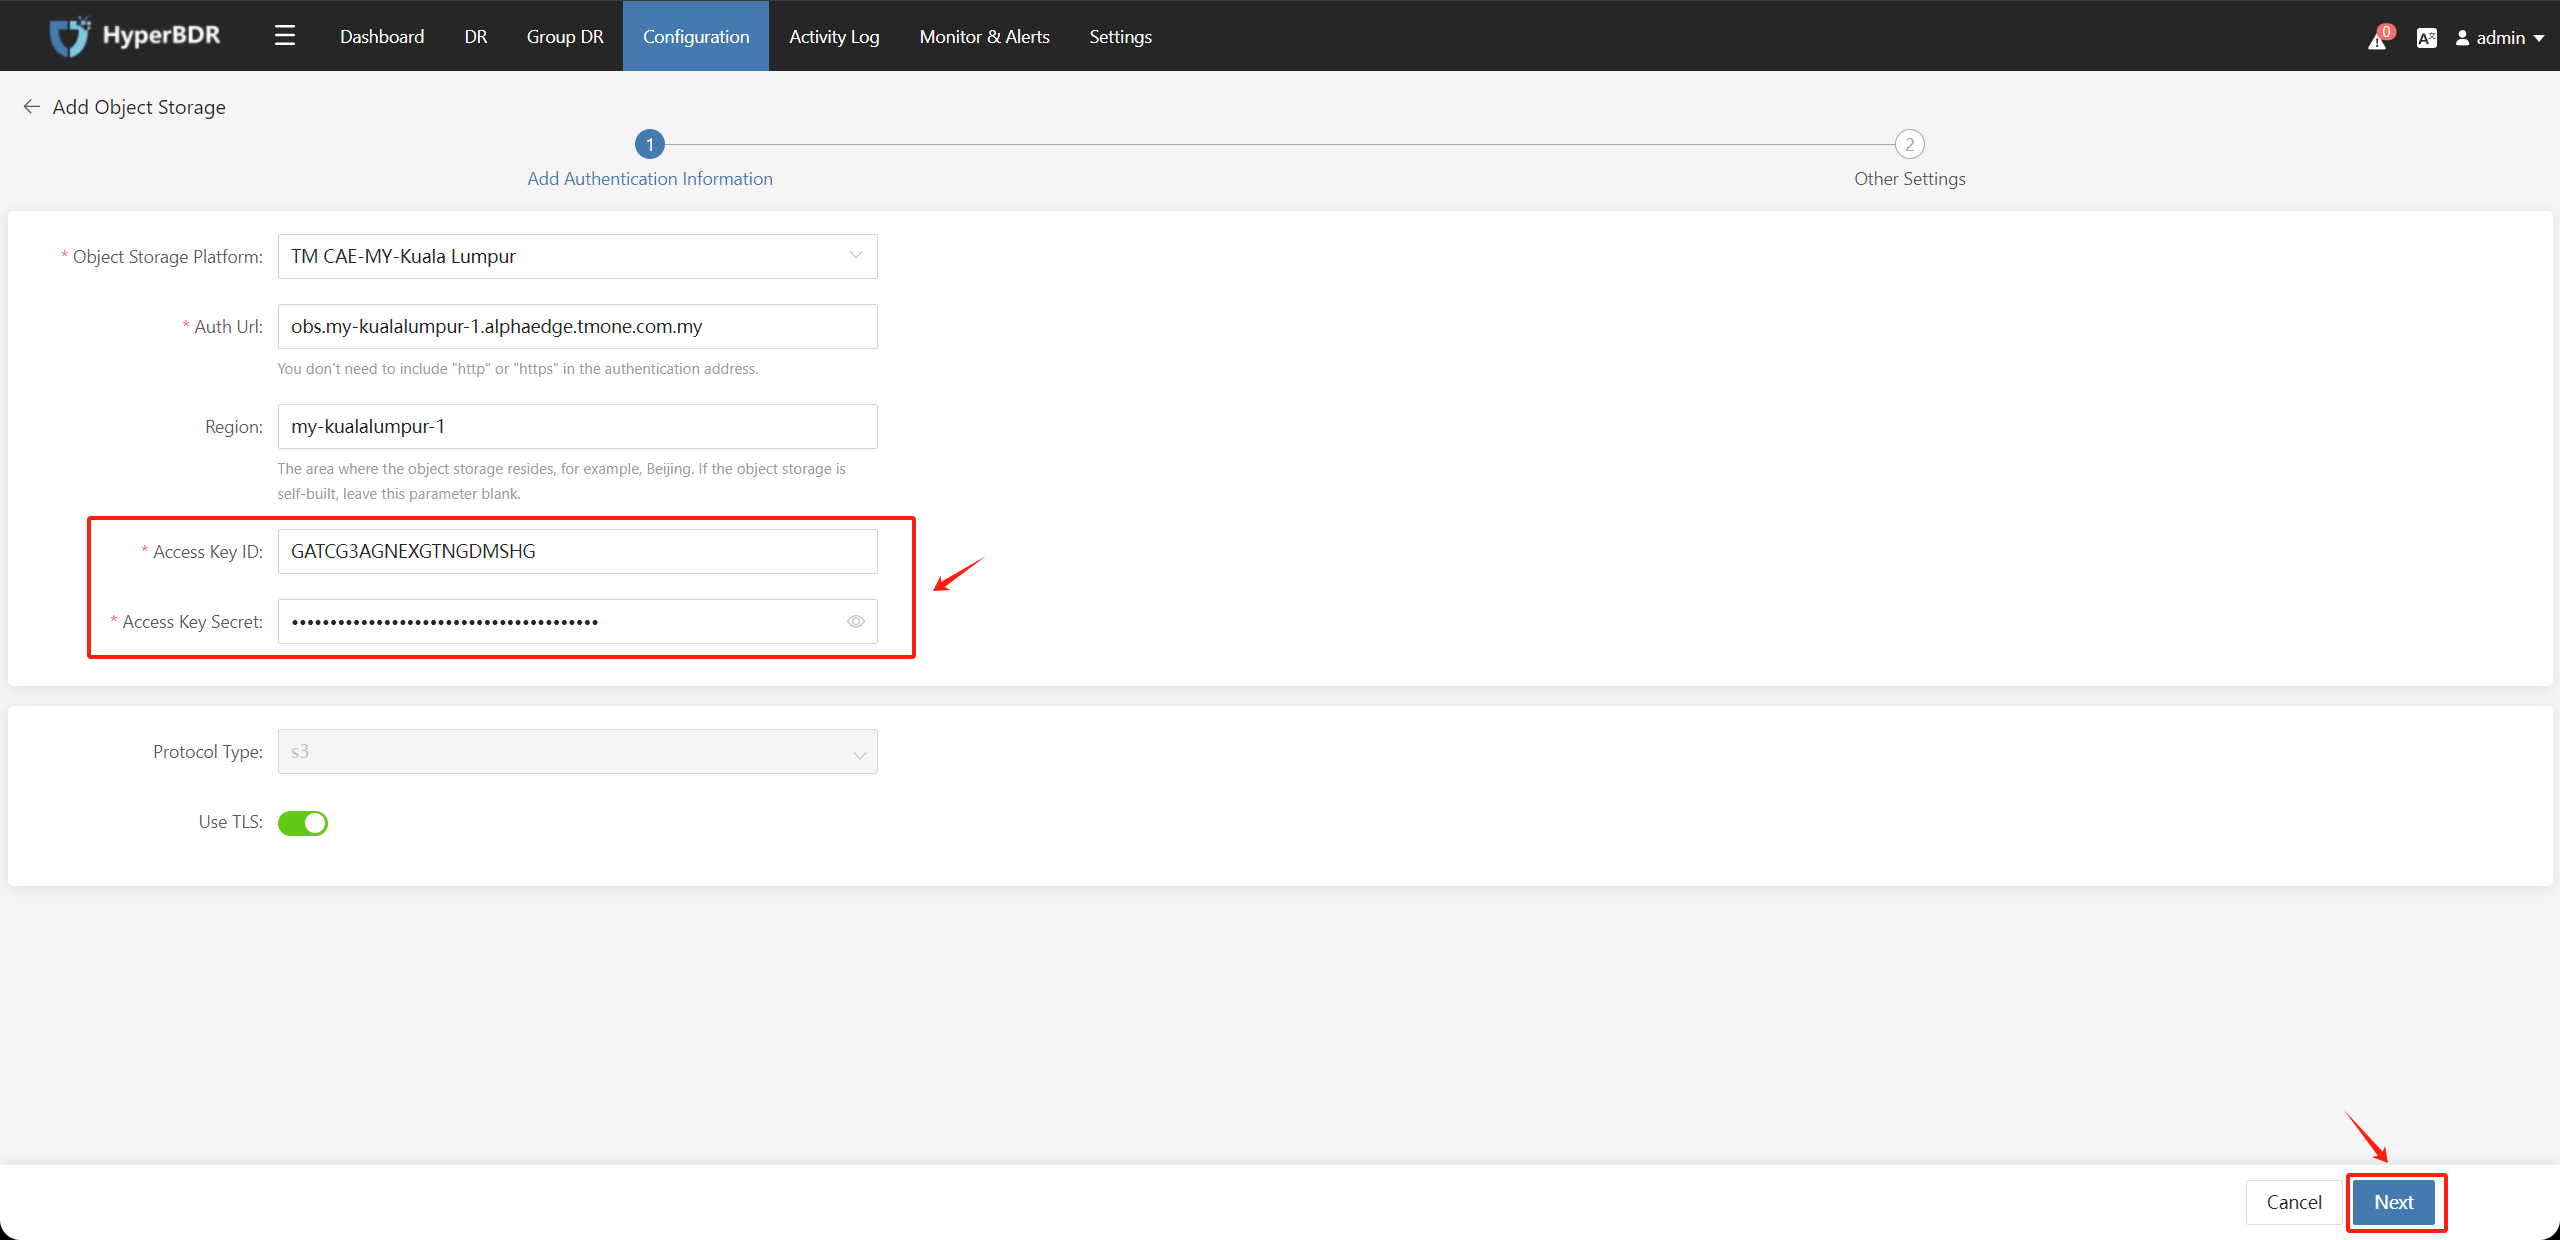 HyperBDR
Dashboard
DR
Group DR
Configuration
Activity Log
Monitor & Alerts
Settings
0
admin
Add Object Storage
1
2
Add Authentication Information
Other Settings
* Object Storage Platform: TM CAE-MY-Kuala Lumpur
* Auth Url: obs.my-kualalumpur-1.alphaedge.tmone.com.my
You don't need to include "http" or "https" in the authentication address.
Region: my-kualalumpur-1
The area where the object storage resides, for example, Beijing. If the object storage is
self-built, leave this parameter blank.
* Access Key ID: GATCG3AGNEXGTNGDMSHG
* Access Key Secret: ••••••••••••••••••••••••••••••••••••••••
Protocol Type: s3
Use TLS:
Cancel
Next